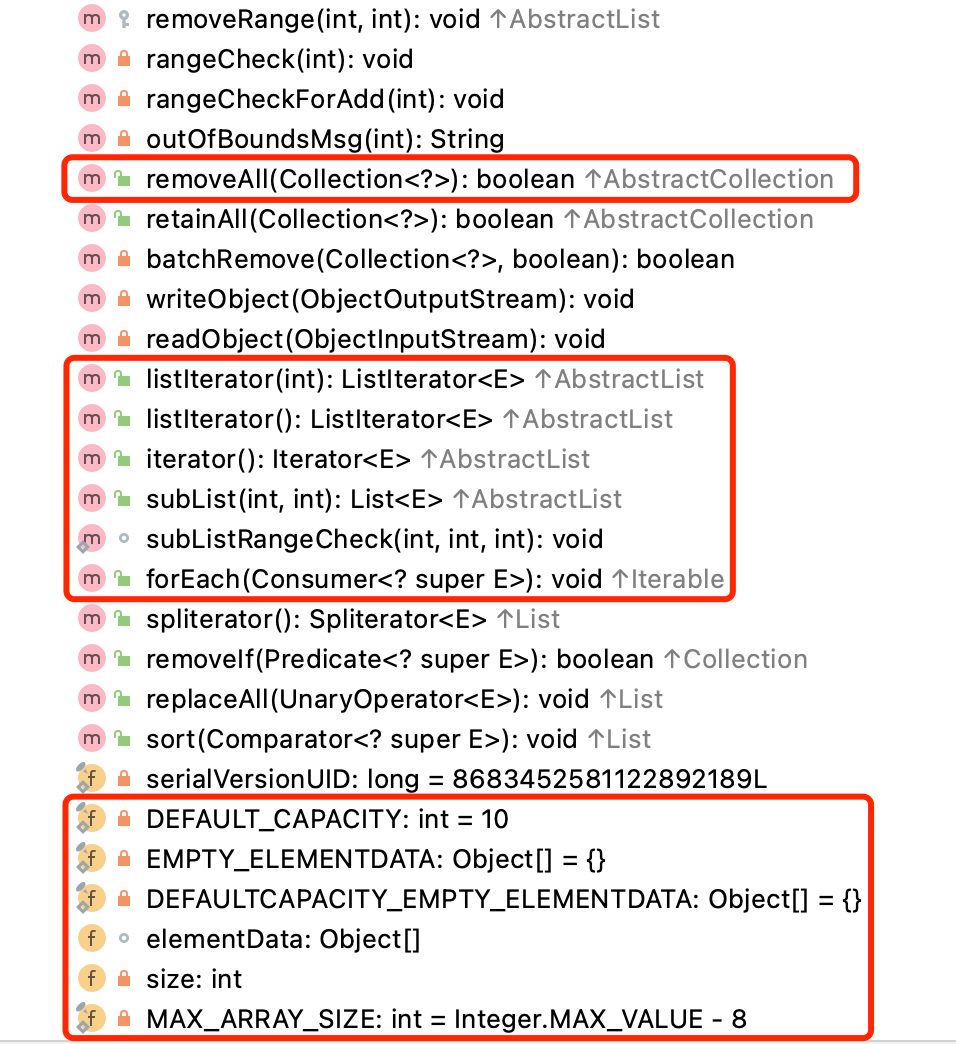 m removeRange(int, int): void ↑AbstractList
m rangeCheck(int): void
m rangeCheckForAdd(int): void
m outOfBoundsMsg(int): String
m removeAll(Collection<?>): boolean ↑AbstractCollection
m retainAll(Collection<?>): boolean ↑AbstractCollection
m batchRemove(Collection<?>, boolean): boolean
m writeObject(ObjectOutputStream): void
m readObject(ObjectInputStream): void
m listIterator(int): ListIterator<E> ↑AbstractList
m listIterator(): ListIterator<E> ↑AbstractList
m iterator(): Iterator<E> ↑AbstractList
m subList(int, int): List<E> ↑AbstractList
m subListRangeCheck(int, int, int): void
m forEach(Consumer<? super E>): void ↑Iterable
m spliterator(): Spliterator<E> ↑List
m removeIf(Predicate<? super E>): boolean ↑Collection
m replaceAll(UnaryOperator<E>): void ↑List
m sort(Comparator<? super E>): void ↑List
f serialVersionUID: long = 8683452581122892189L
f DEFAULT_CAPACITY: int = 10
f EMPTY_ELEMENTDATA: Object[] = {}
f DEFAULTCAPACITY_EMPTY_ELEMENTDATA: Object[] = {}
f elementData: Object[]
f size: int
f MAX_ARRAY_SIZE: int = Integer.MAX_VALUE - 8